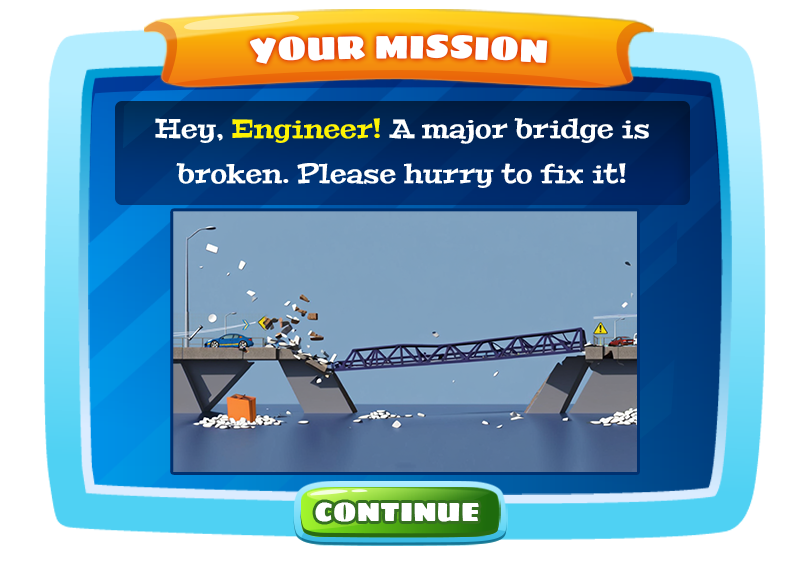 YOUR MISSION
Hey, Engineer! A major bridge is
broken. Please hurry to fix it!
CONTINUE